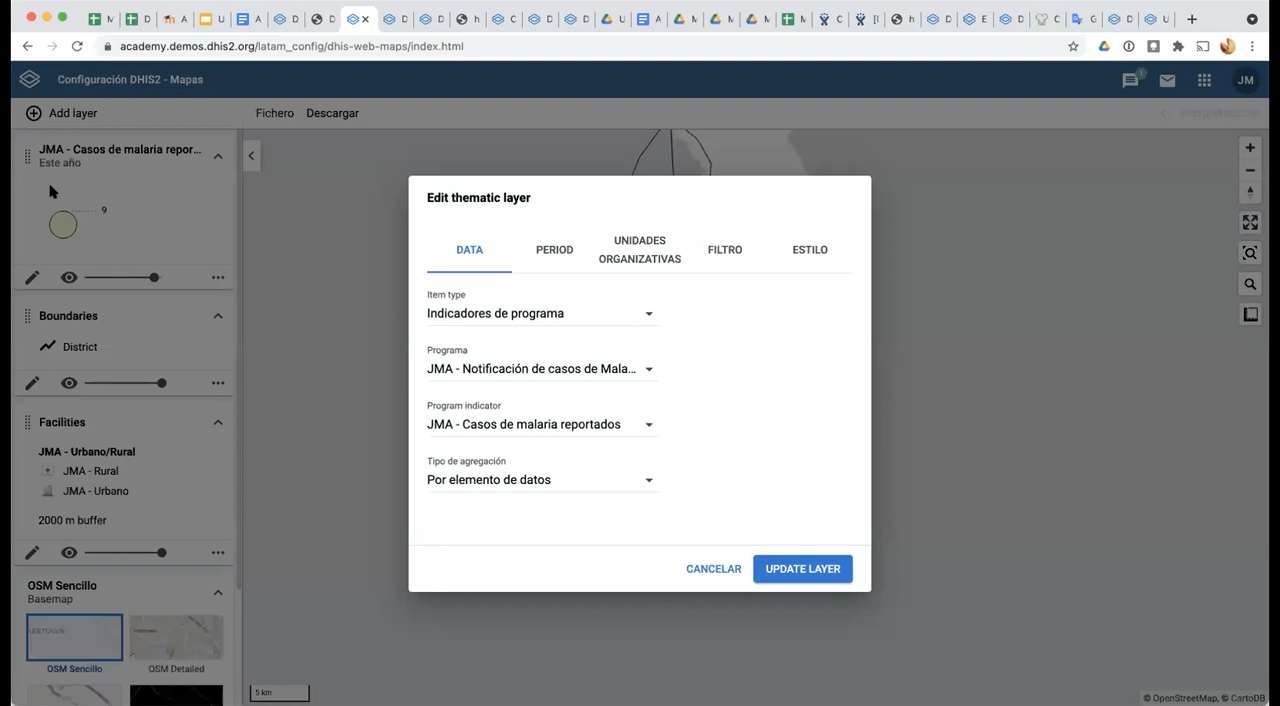 M
D
A
U
A
D
D
D
D
h
C
D
D
U
A
M
M
M
M
C
[I
h
D
E
D
C
G
D
U
academy.demos.dhis2.org/latam_config/dhis-web-maps/index.html
Configuración DHIS2 - Mapas
1
JM
Add layer
Fichero
Descargar
Interpretaciones
JMA - Casos de malaria repor...
Este año
9
Boundaries
District
Facilities
JMA - Urbano/Rural
JMA - Rural
JMA - Urbano
2000 m buffer
OSM Sencillo
Basemap
OSM Sencillo
OSM Detailed
Edit thematic layer
DATA
PERIOD
UNIDADES
ORGANIZATIVAS
FILTRO
ESTILO
Item type
Indicadores de programa
Programa
JMA - Notificación de casos de Mala...
Program indicator
JMA - Casos de malaria reportados
Tipo de agregación
Por elemento de datos
CANCELAR
UPDATE LAYER
5 km
© OpenStreetMap, © CartoDB